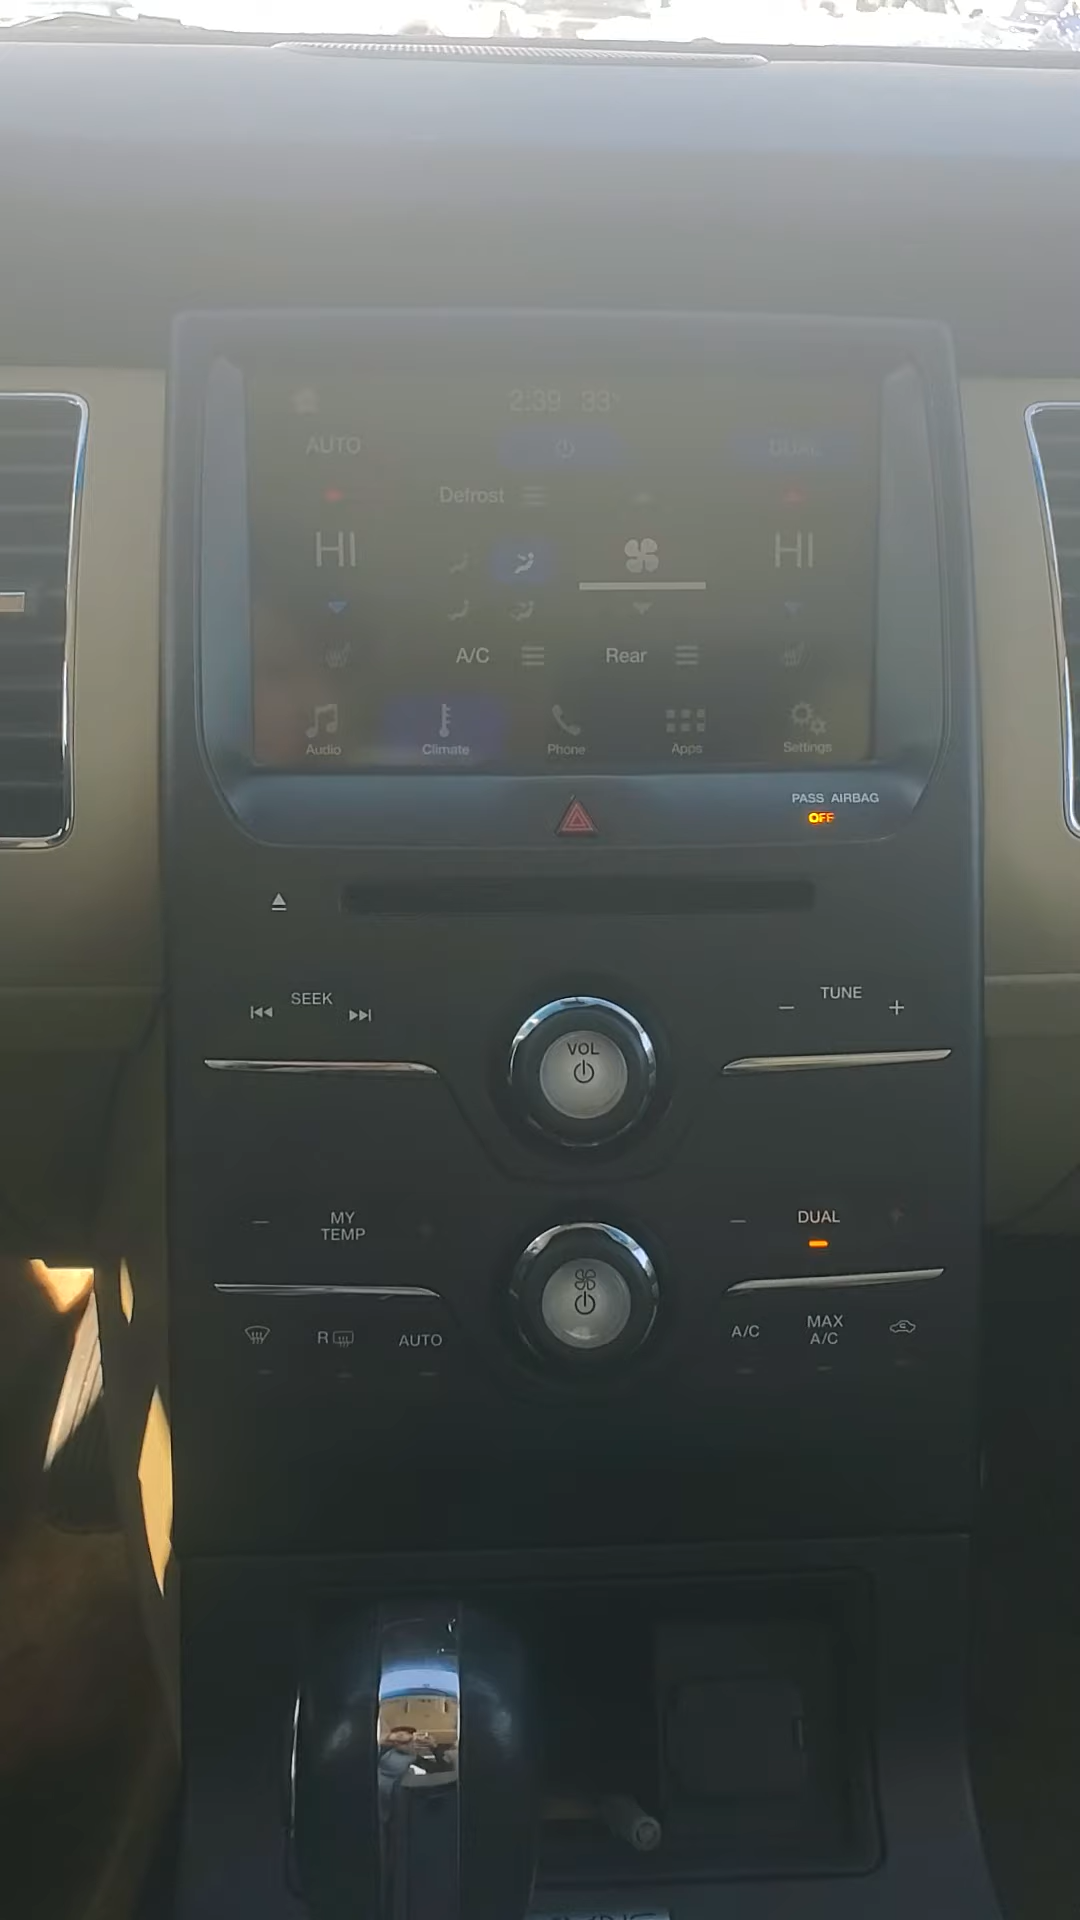 2:39 33°
AUTO
DUAL
Defrost
HI
HI
A/C
Rear
Audio
Climate
Phone
Apps
Settings
PASS AIRBAG
OFF
SEEK
TUNE
VOL
MY
TEMP
DUAL
R
AUTO
A/C
MAX
A/C